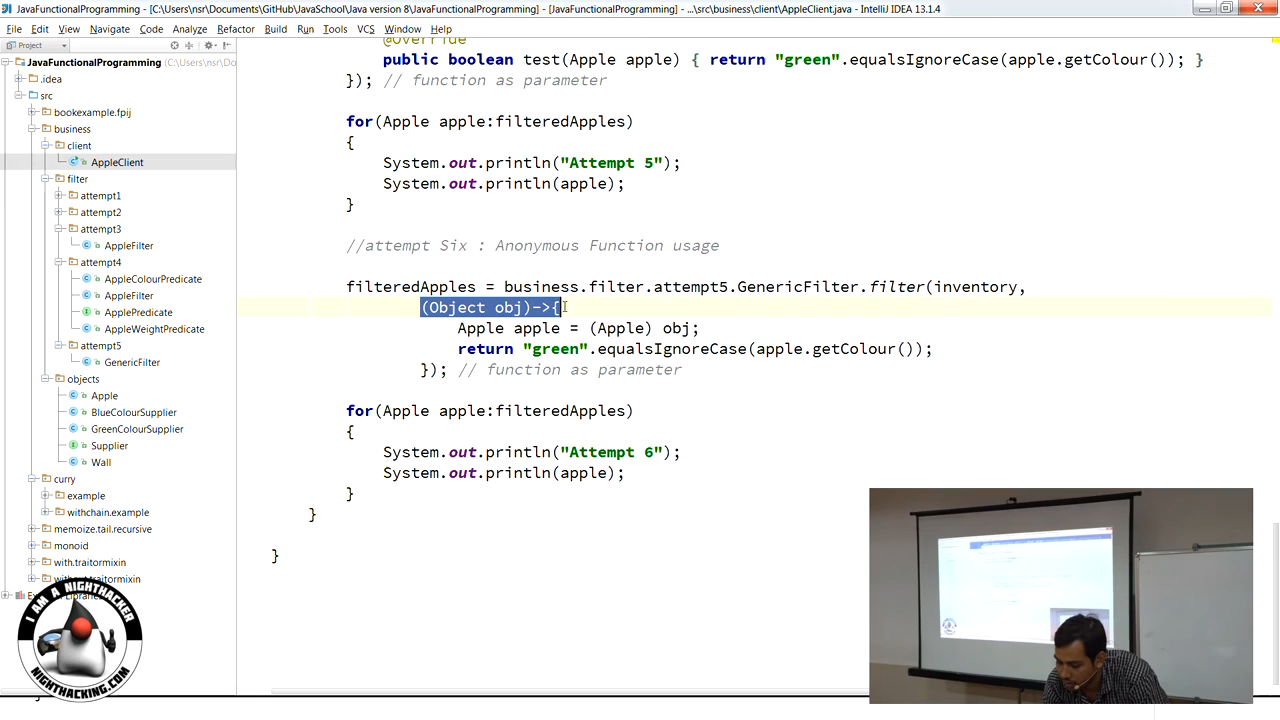 JavaFunctionalProgramming - [C:\Users\nsr\Documents\GitHub\JavaSchool\Java version 8\JavaFunctionalProgramming] - [JavaFunctionalProgramming] - ...\src\business\client\AppleClient.java - IntelliJ IDEA 13.1.4
File Edit View Navigate Code Analyze Refactor Build Run Tools VCS Window Help
Project
JavaFunctionalProgramming (C:\Users\nsr\Do
.idea
src
bookexample.fpij
business
client
AppleClient
filter
attempt1
attempt2
attempt3
AppleFilter
attempt4
AppleColourPredicate
AppleFilter
ApplePredicate
AppleWeightPredicate
attempt5
GenericFilter
objects
Apple
BlueColourSupplier
GreenColourSupplier
Supplier
Wall
curry
example
withchain.example
memoize.tail.recursive
monoid
with.traitormixin
@Override
public boolean test(Apple apple) { return "green".equalsIgnoreCase(apple.getColour()); }
}); // function as parameter
for(Apple apple:filteredApples)
{
System.out.println("Attempt 5");
System.out.println(apple);
}
//attempt Six : Anonymous Function usage
filteredApples = business.filter.attempt5.GenericFilter.filter(inventory,
(Object obj)->{
Apple apple = (Apple) obj;
return "green".equalsIgnoreCase(apple.getColour());
}); // function as parameter
for(Apple apple:filteredApples)
{
System.out.println("Attempt 6");
System.out.println(apple);
}
}
}
I AM A NIGHTHACKER
NIGHTHACKING.COM